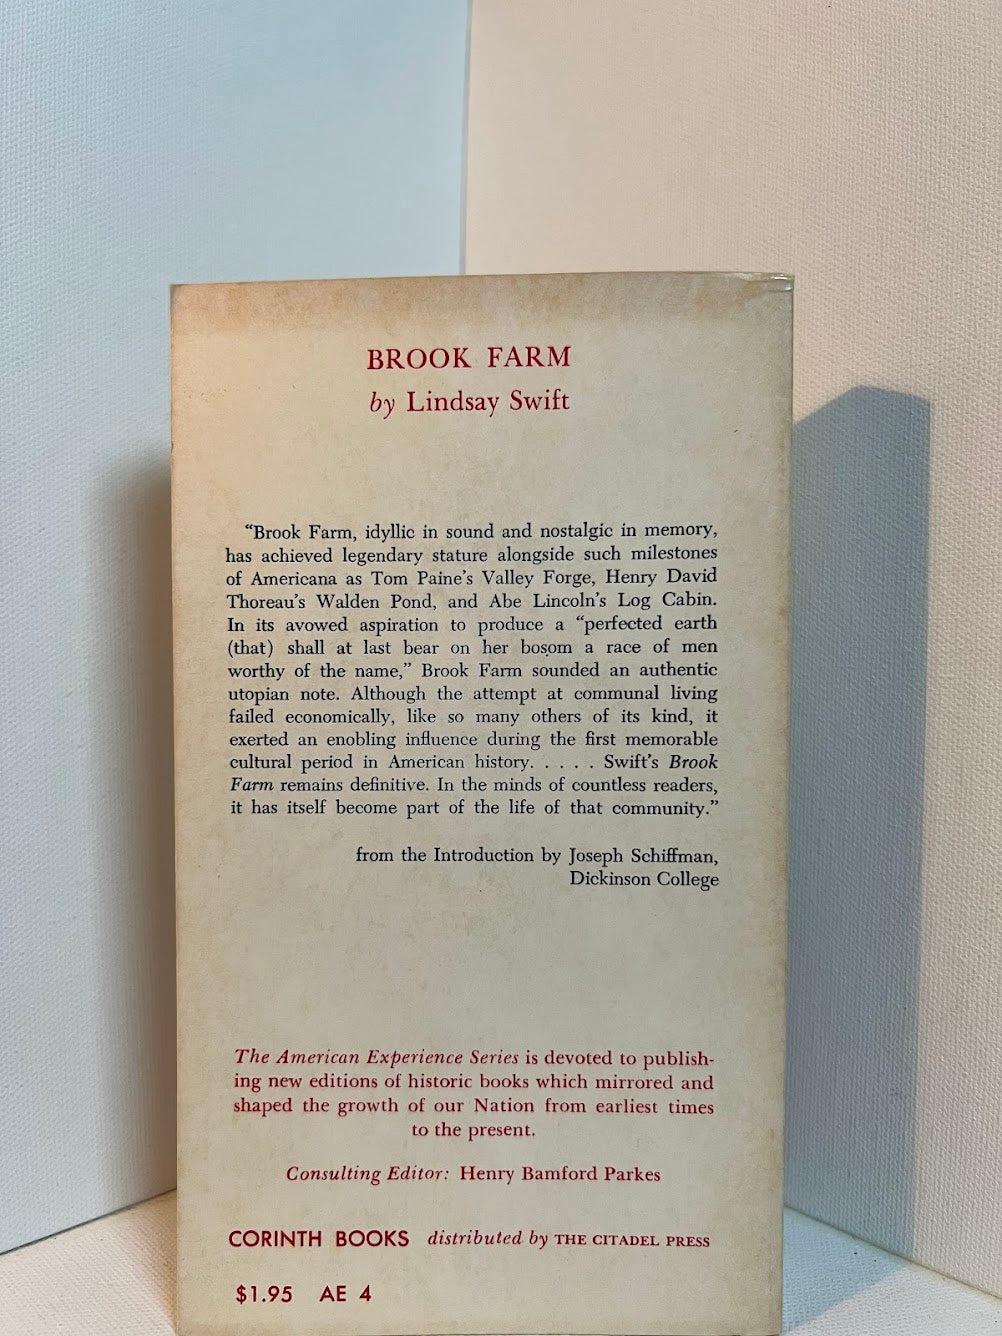 BROOK FARM
by Lindsay Swift
“Brook Farm, idyllic in sound and nostalgic in memory,
has achieved legendary stature alongside such milestones
of Americana as Tom Paine’s Valley Forge, Henry David
Thoreau’s Walden Pond, and Abe Lincoln’s Log Cabin.
In its avowed aspiration to produce a “perfected earth
(that) shall at last bear on her bosom a race of men
worthy of the name,” Brook Farm sounded an authentic
utopian note. Although the attempt at communal living
failed economically, like so many others of its kind, it
exerted an enobling influence during the first memorable
cultural period in American history. . . . . Swift’s Brook
Farm remains definitive. In the minds of countless readers,
it has itself become part of the life of that community.”
from the Introduction by Joseph Schiffman,
Dickinson College
The American Experience Series is devoted to publish-
ing new editions of historic books which mirrored and
shaped the growth of our Nation from earliest times
to the present.
Consulting Editor: Henry Bamford Parkes
CORINTH BOOKS distributed by THE CITADEL PRESS
$1.95 AE 4